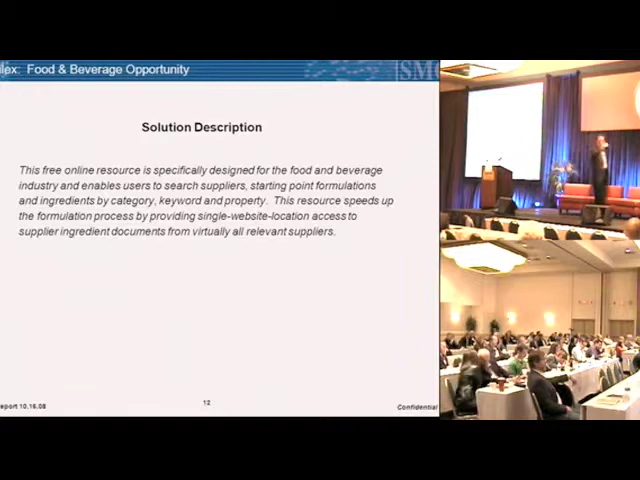 lex: Food & Beverage Opportunity
SM
Solution Description
This free online resource is specifically designed for the food and beverage
industry and enables users to search suppliers, starting point formulations
and ingredients by category, keyword and property. This resource speeds up
the formulation process by providing single-website-location access to
supplier ingredient documents from virtually all relevant suppliers.
eport 10.16.08
12
Confidential